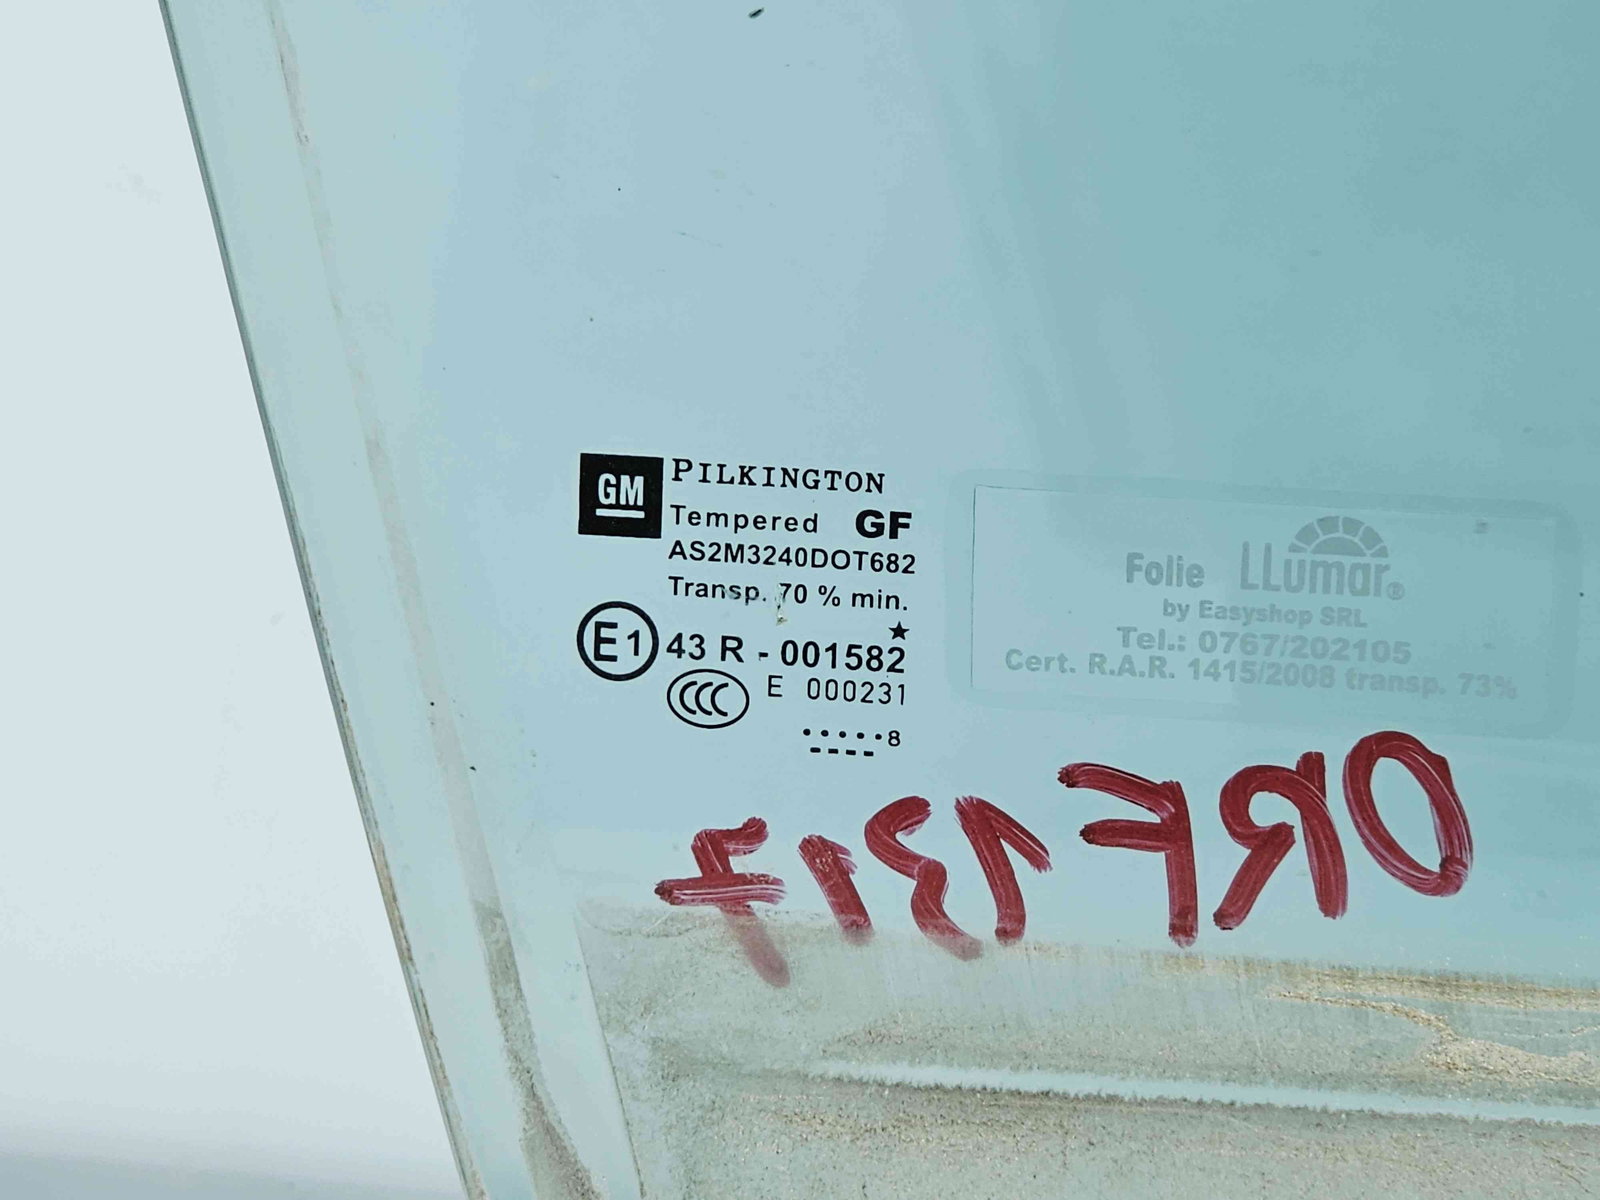 GM
PILKINGTON
Tempered GF
AS2M3240DOT682
Transp. 70 % min.
E1 43 R - 001582
CCC E 000231
.....8
----
Folie LLumar®
by Easyshop SRL
Tel.: 0767/202105
Cert. R.A.R. 1415/2008 transp. 73%
ORF1317